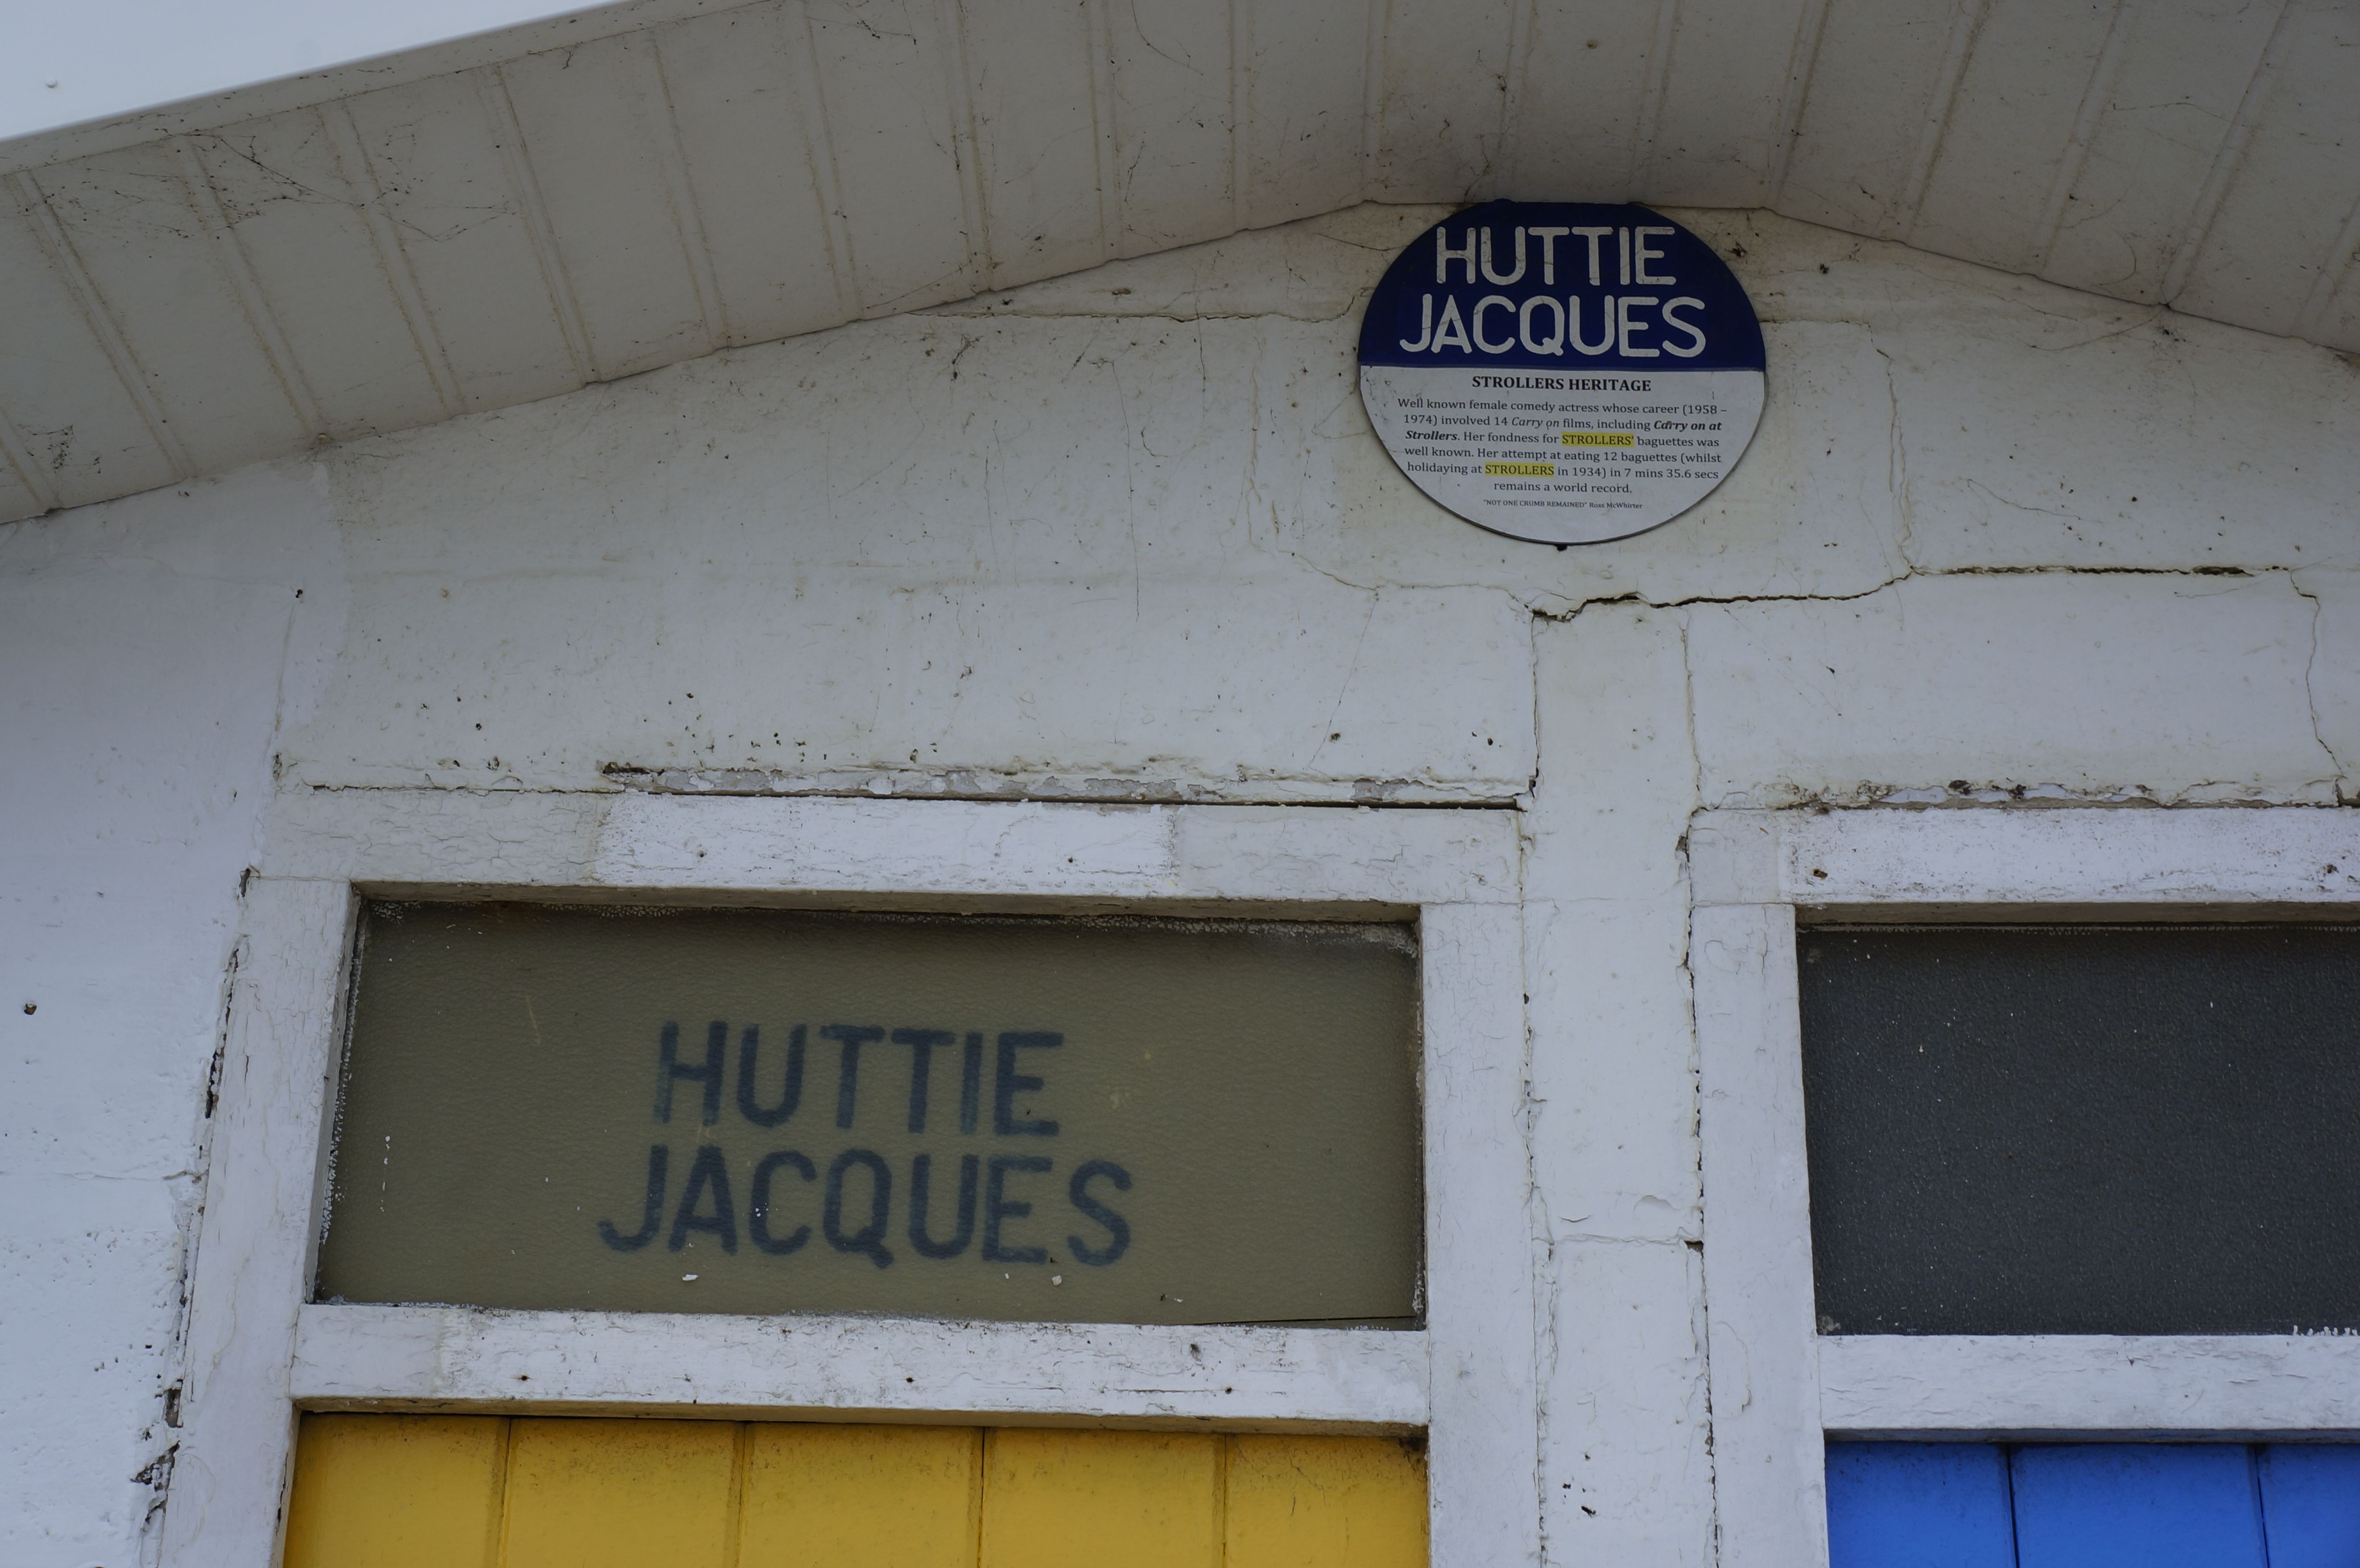 HUTTIE
JACQUES
STROLLERS HERITAGE
Well known female comedy actress whose career (1958 –
1974) involved 14 Carry on films, including Carry on at
Strollers. Her fondness for STROLLERS' baguettes was
well known. Her attempt at eating 12 baguettes (whilst
holidaying at STROLLERS in 1934) in 7 mins 35.6 secs
remains a world record.
"NOT ONE CRUMB REMAINED" Ross McWhirter
HUTTIE
JACQUES